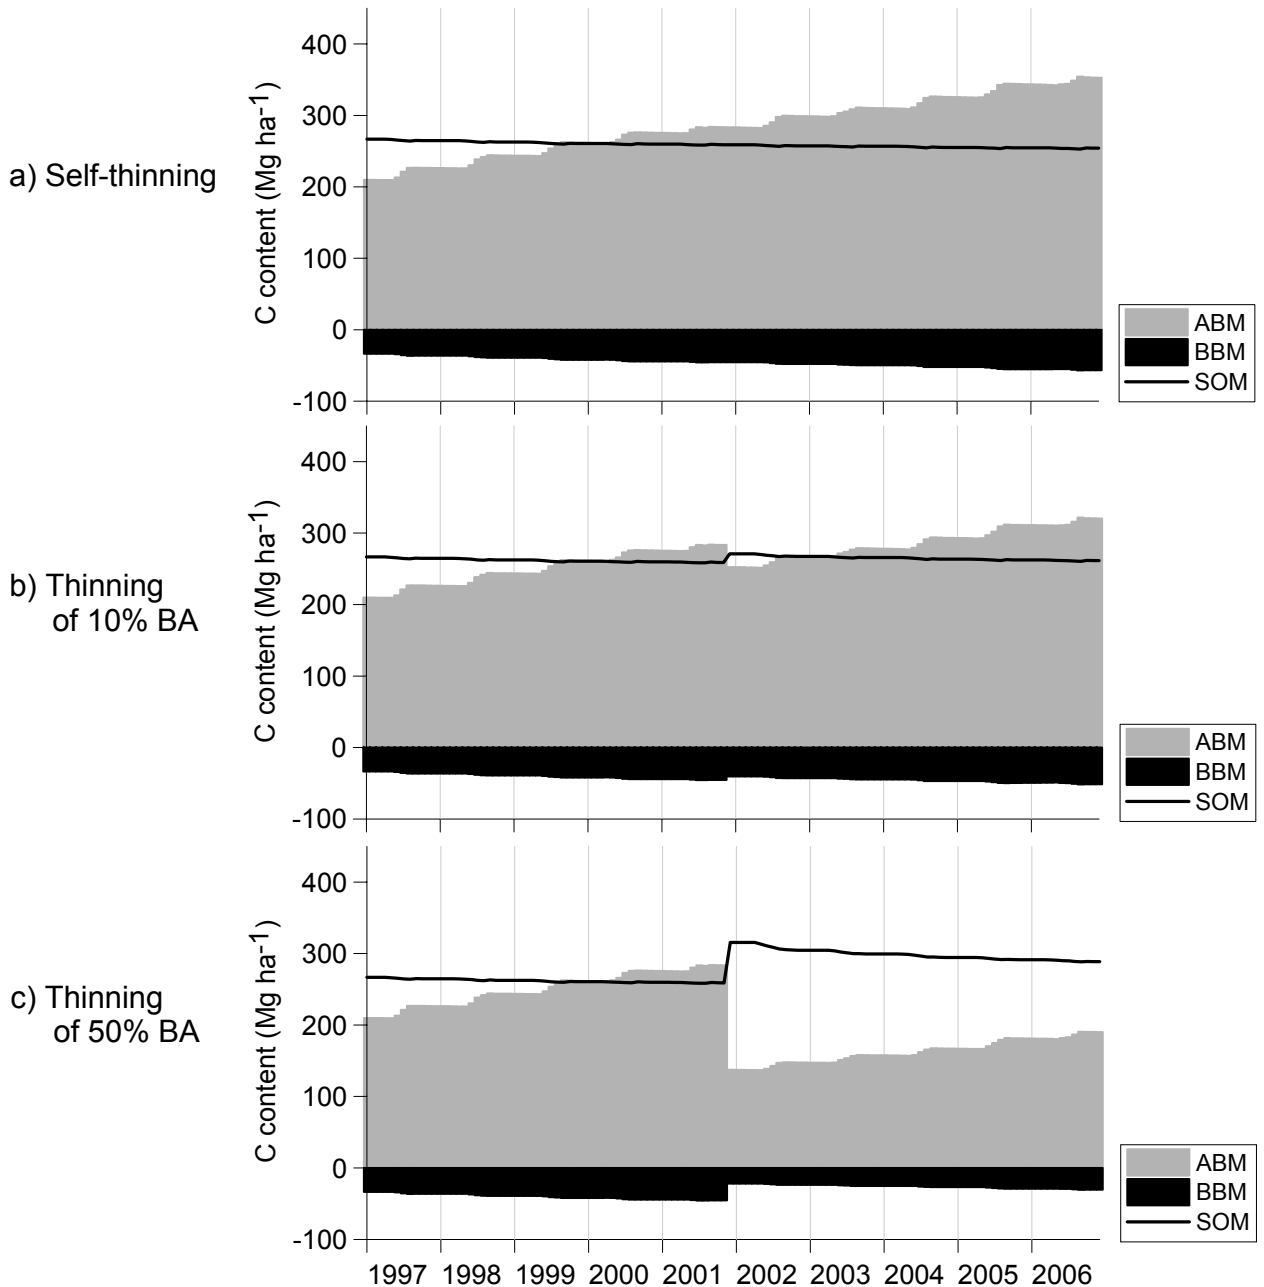 a) Self-thinning
C content (Mg ha-1)
400
300
200
100
0
-100
ABM
BBM
SOM
b) Thinning
of 10% BA
C content (Mg ha-1)
400
300
200
100
0
-100
ABM
BBM
SOM
c) Thinning
of 50% BA
C content (Mg ha-1)
400
300
200
100
0
-100
ABM
BBM
SOM
1997 1998 1999 2000 2001 2002 2003 2004 2005 2006